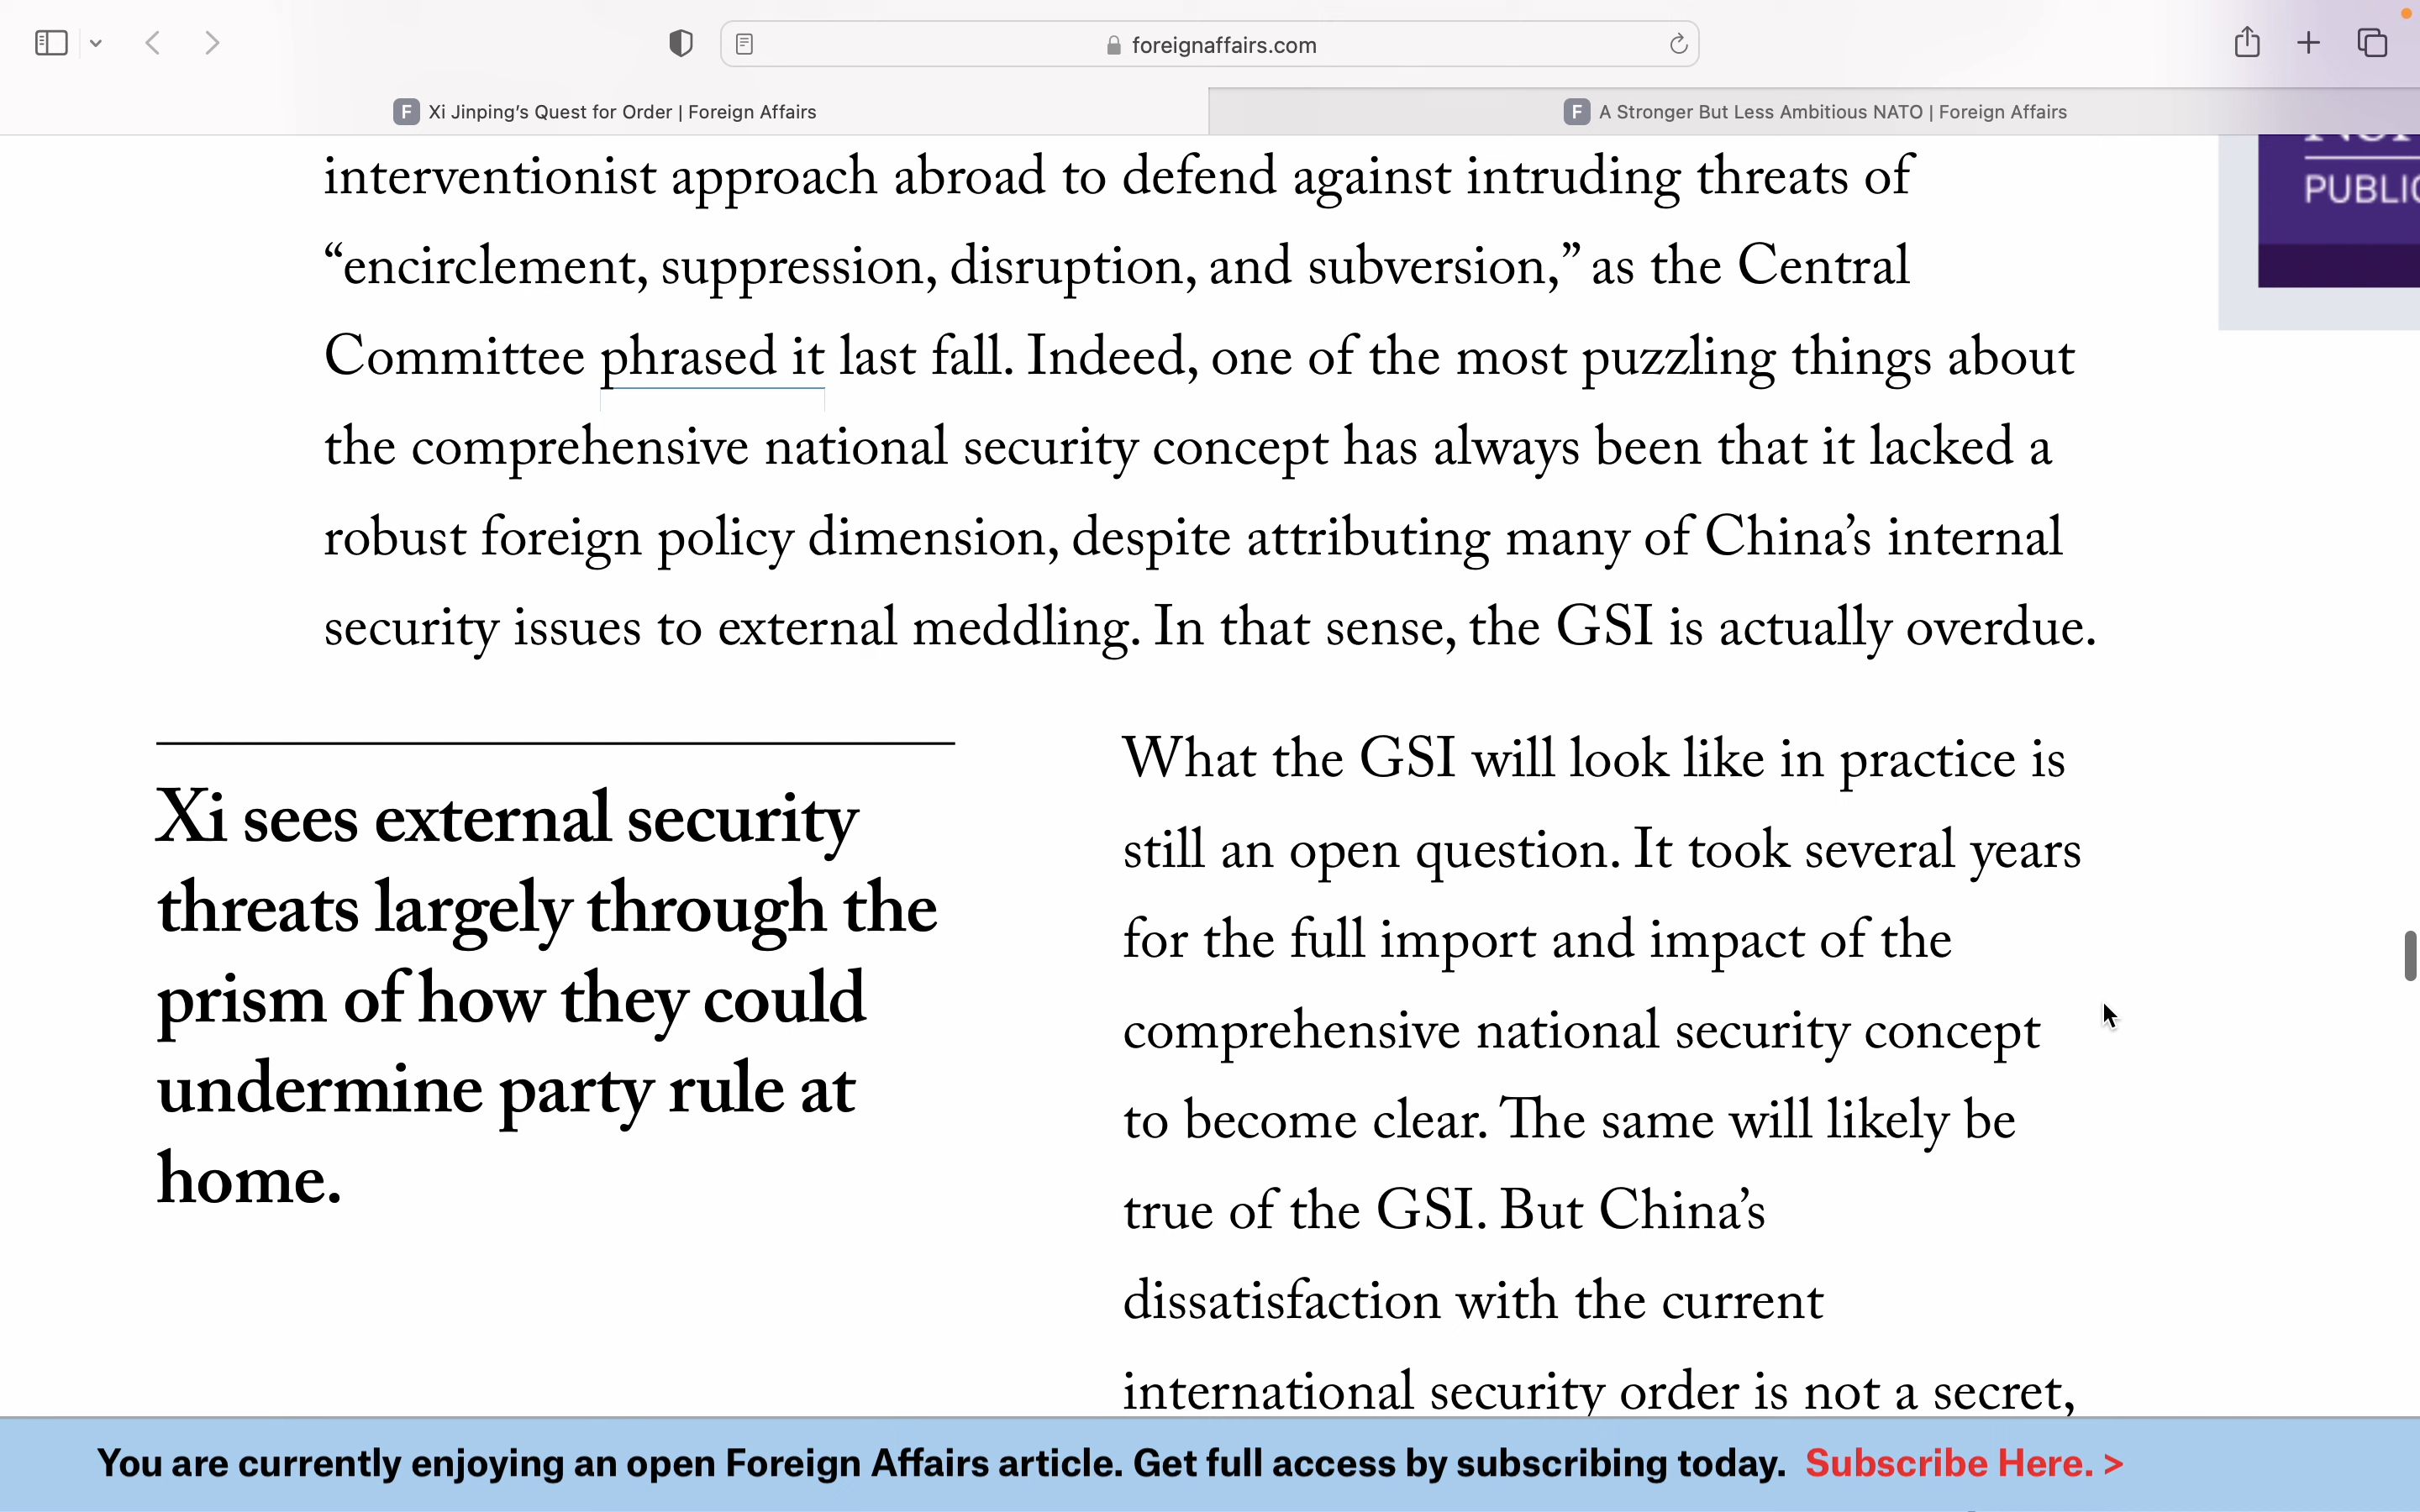 foreignaffairs.com
F Xi Jinping’s Quest for Order | Foreign Affairs
F A Stronger But Less Ambitious NATO | Foreign Affairs
interventionist approach abroad to defend against intruding threats of
“encirclement, suppression, disruption, and subversion,” as the Central
Committee phrased it last fall. Indeed, one of the most puzzling things about
the comprehensive national security concept has always been that it lacked a
robust foreign policy dimension, despite attributing many of China’s internal
security issues to external meddling. In that sense, the GSI is actually overdue.
Xi sees external security
threats largely through the
prism of how they could
undermine party rule at
home.
What the GSI will look like in practice is
still an open question. It took several years
for the full import and impact of the
comprehensive national security concept
to become clear. The same will likely be
true of the GSI. But China’s
dissatisfaction with the current
international security order is not a secret,
You are currently enjoying an open Foreign Affairs article. Get full access by subscribing today. Subscribe Here. >